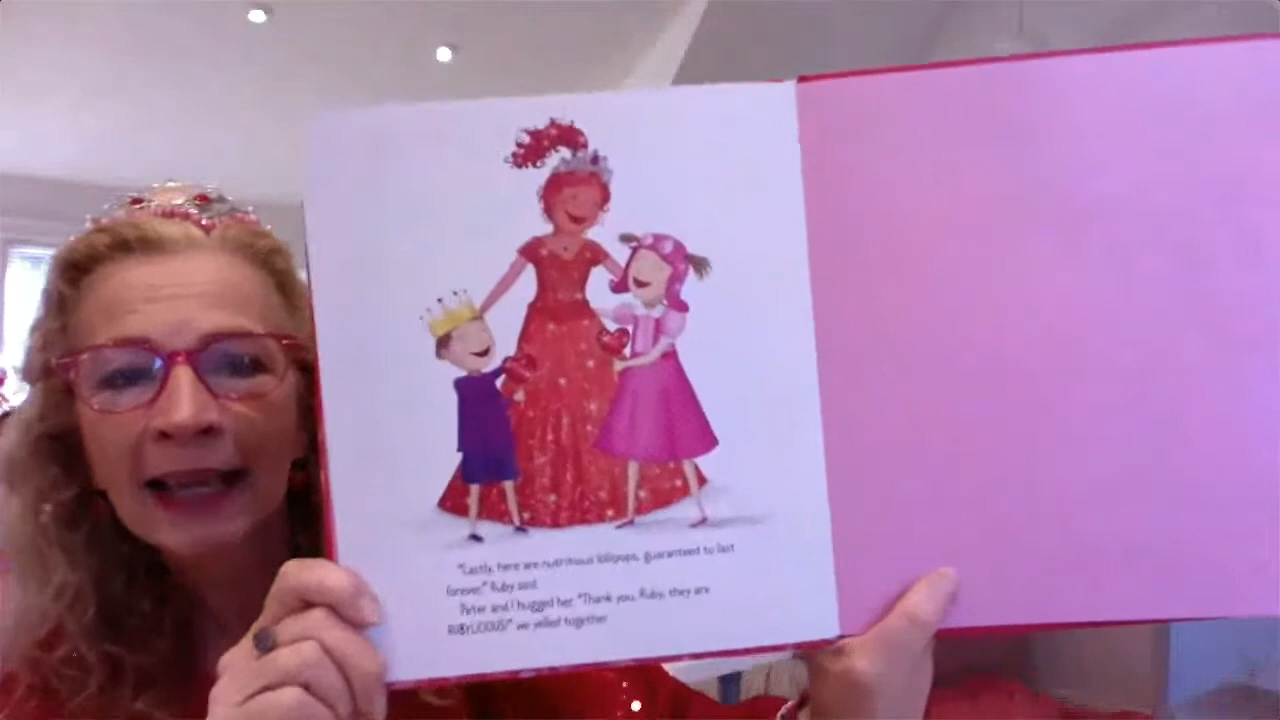 "Lastly, here are nutritious lollipops, guaranteed to last
forever," Ruby said.
Peter and I hugged her. "Thank you, Ruby, they are
RUBYLICIOUS!" we yelled together.